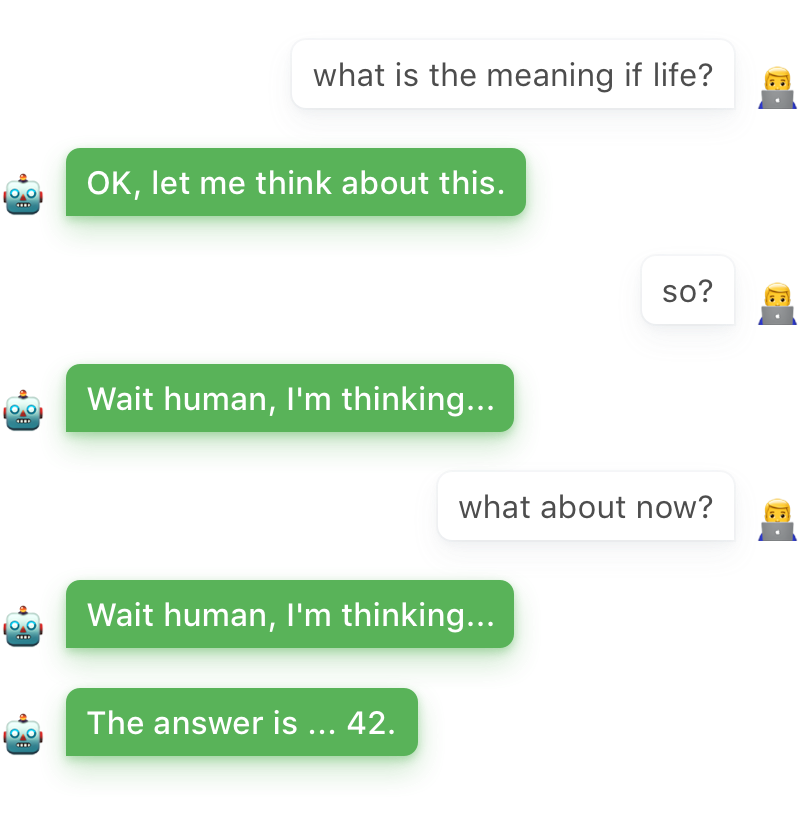 what is the meaning if life?
OK, let me think about this.
so?
Wait human, I'm thinking...
what about now?
Wait human, I'm thinking...
The answer is ... 42.